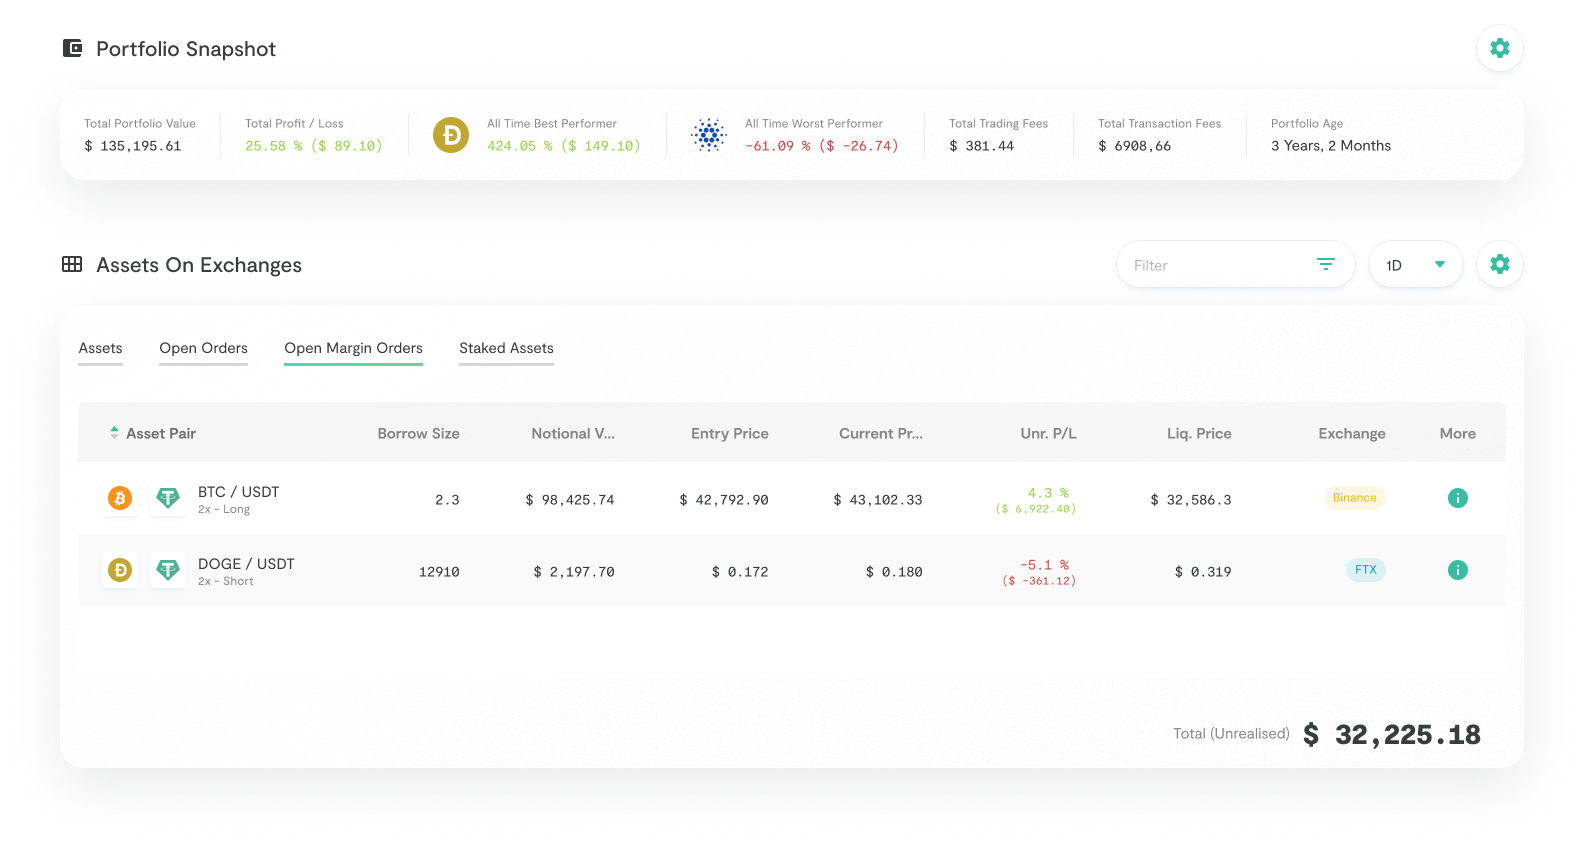 Portfolio Snapshot
Total Portfolio Value
$ 135,195.61
Total Profit / Loss
25.58 % ($ 89.10)
All Time Best Performer
424.05 % ($ 149.10)
All Time Worst Performer
-61.09 % ($ -26.74)
Total Trading Fees
$ 381.44
Total Transaction Fees
$ 6908,66
Portfolio Age
3 Years, 2 Months
Assets On Exchanges
Filter
1D
Assets Open Orders Open Margin Orders Staked Assets
Asset Pair Borrow Size Notional V... Entry Price Current Pr... Unr. P/L Liq. Price Exchange More
BTC / USDT
2x - Long
2.3 $ 98,425.74 $ 42,792.90 $ 43,102.33
4.3 %
($ 6,922.40)
$ 32,586.3 Binance
DOGE / USDT
2x - Short
12910 $ 2,197.70 $ 0.172 $ 0.180
-5.1 %
($ -361.12)
$ 0.319 FTX
Total (Unrealised) $ 32,225.18